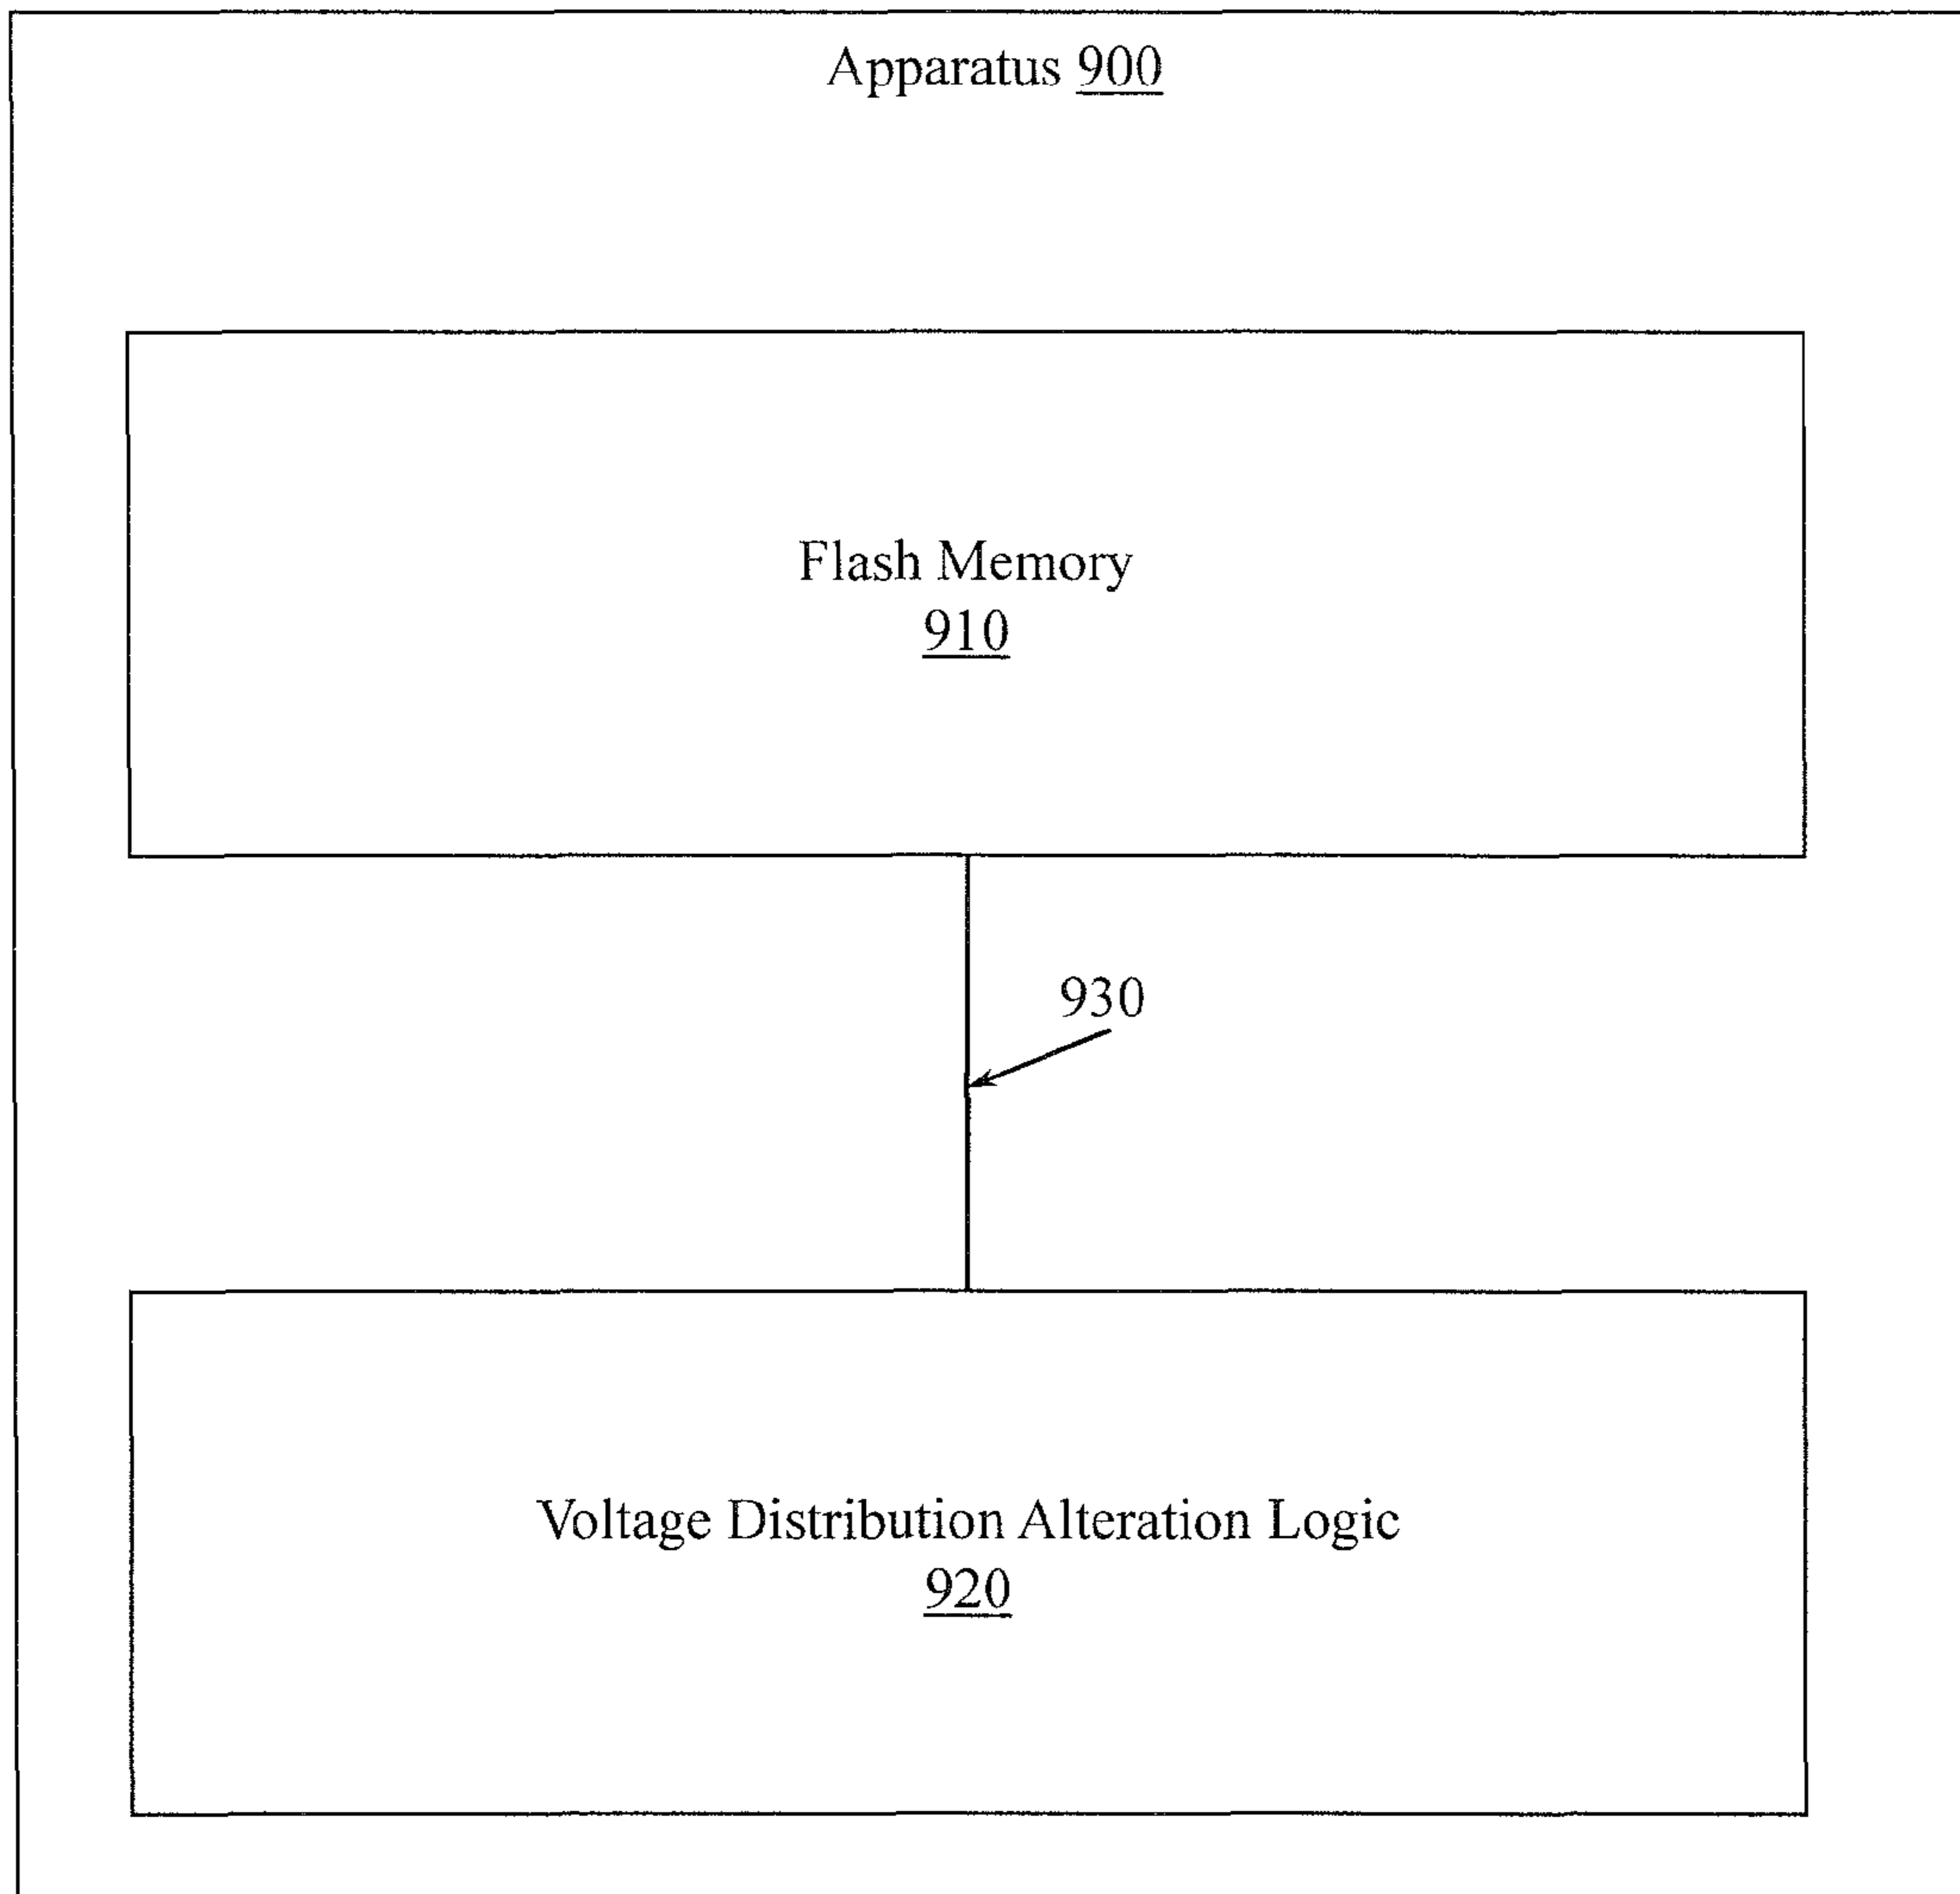 Apparatus 900
Flash Memory
910
930
Voltage Distribution Alteration Logic
920